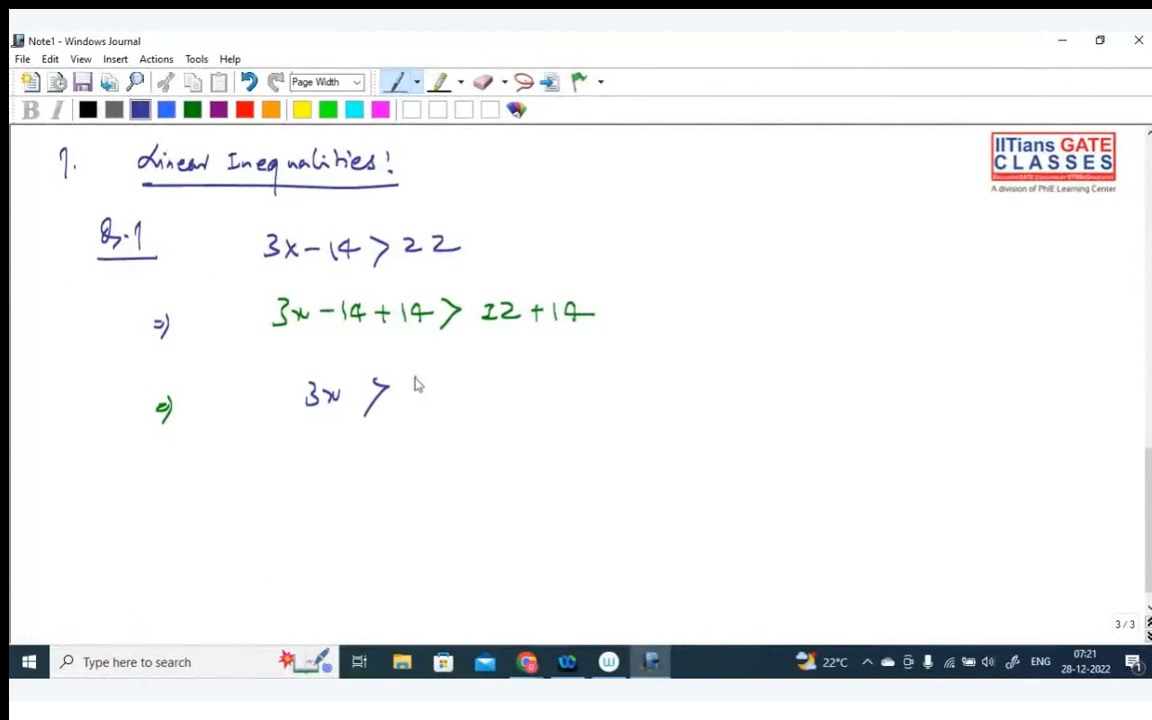 Note1 - Windows Journal
File Edit View Insert Actions Tools Help
Page Width
B I
1. Linear Inequalities!
IITians GATE
CLASSES
A division of PhIE Learning Center
Q.1 3x-14 > 22
⇒ 3x-14+14 > 22+14
⇒ 3x >
3 / 3
Type here to search
22°C
ENG
07:21
28-12-2022
1